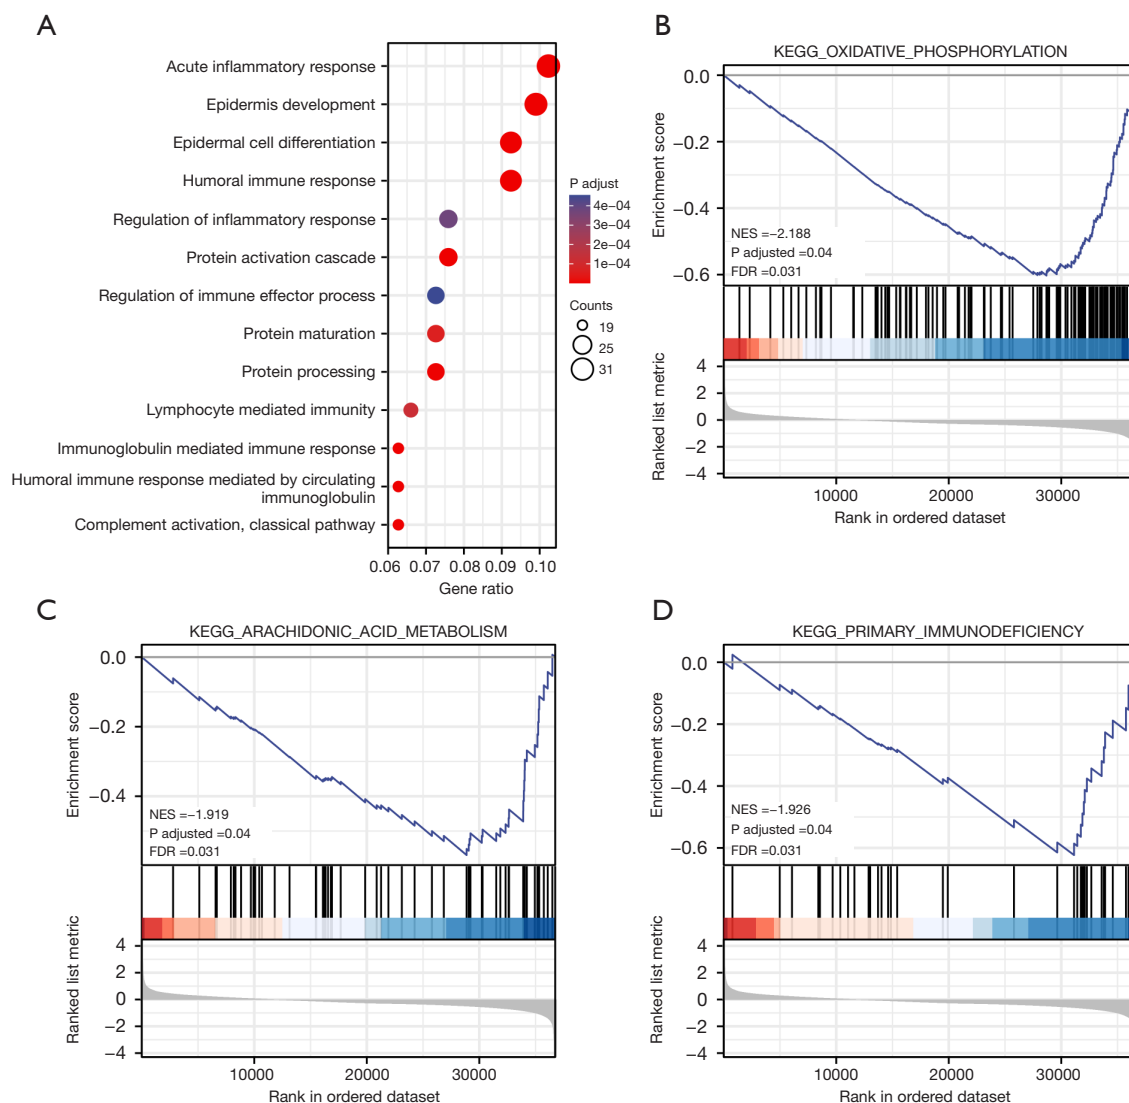 A
Acute inflammatory response
Epidermis development
Epidermal cell differentiation
Humoral immune response
Regulation of inflammatory response
Protein activation cascade
Regulation of immune effector process
Protein maturation
Protein processing
Lymphocyte mediated immunity
Immunoglobulin mediated immune response
Humoral immune response mediated by circulating
immunoglobulin
Complement activation, classical pathway
0.06 0.07 0.08 0.09 0.10
Gene ratio
P adjust
4e−04
3e−04
2e−04
1e−04
Counts
19
25
31
B
KEGG_OXIDATIVE_PHOSPHORYLATION
Enrichment score
0.0
−0.2
−0.4
−0.6
NES =−2.188
P adjusted =0.04
FDR =0.031
Ranked list metric
4
2
0
−2
−4
10000 20000 30000
Rank in ordered dataset
C
KEGG_ARACHIDONIC_ACID_METABOLISM
Enrichment score
0.0
−0.2
−0.4
NES =−1.919
P adjusted =0.04
FDR =0.031
Ranked list metric
4
2
0
−2
−4
10000 20000 30000
Rank in ordered dataset
D
KEGG_PRIMARY_IMMUNODEFICIENCY
Enrichment score
0.0
−0.2
−0.4
−0.6
NES =−1.926
P adjusted =0.04
FDR =0.031
Ranked list metric
4
2
0
−2
−4
10000 20000 30000
Rank in ordered dataset